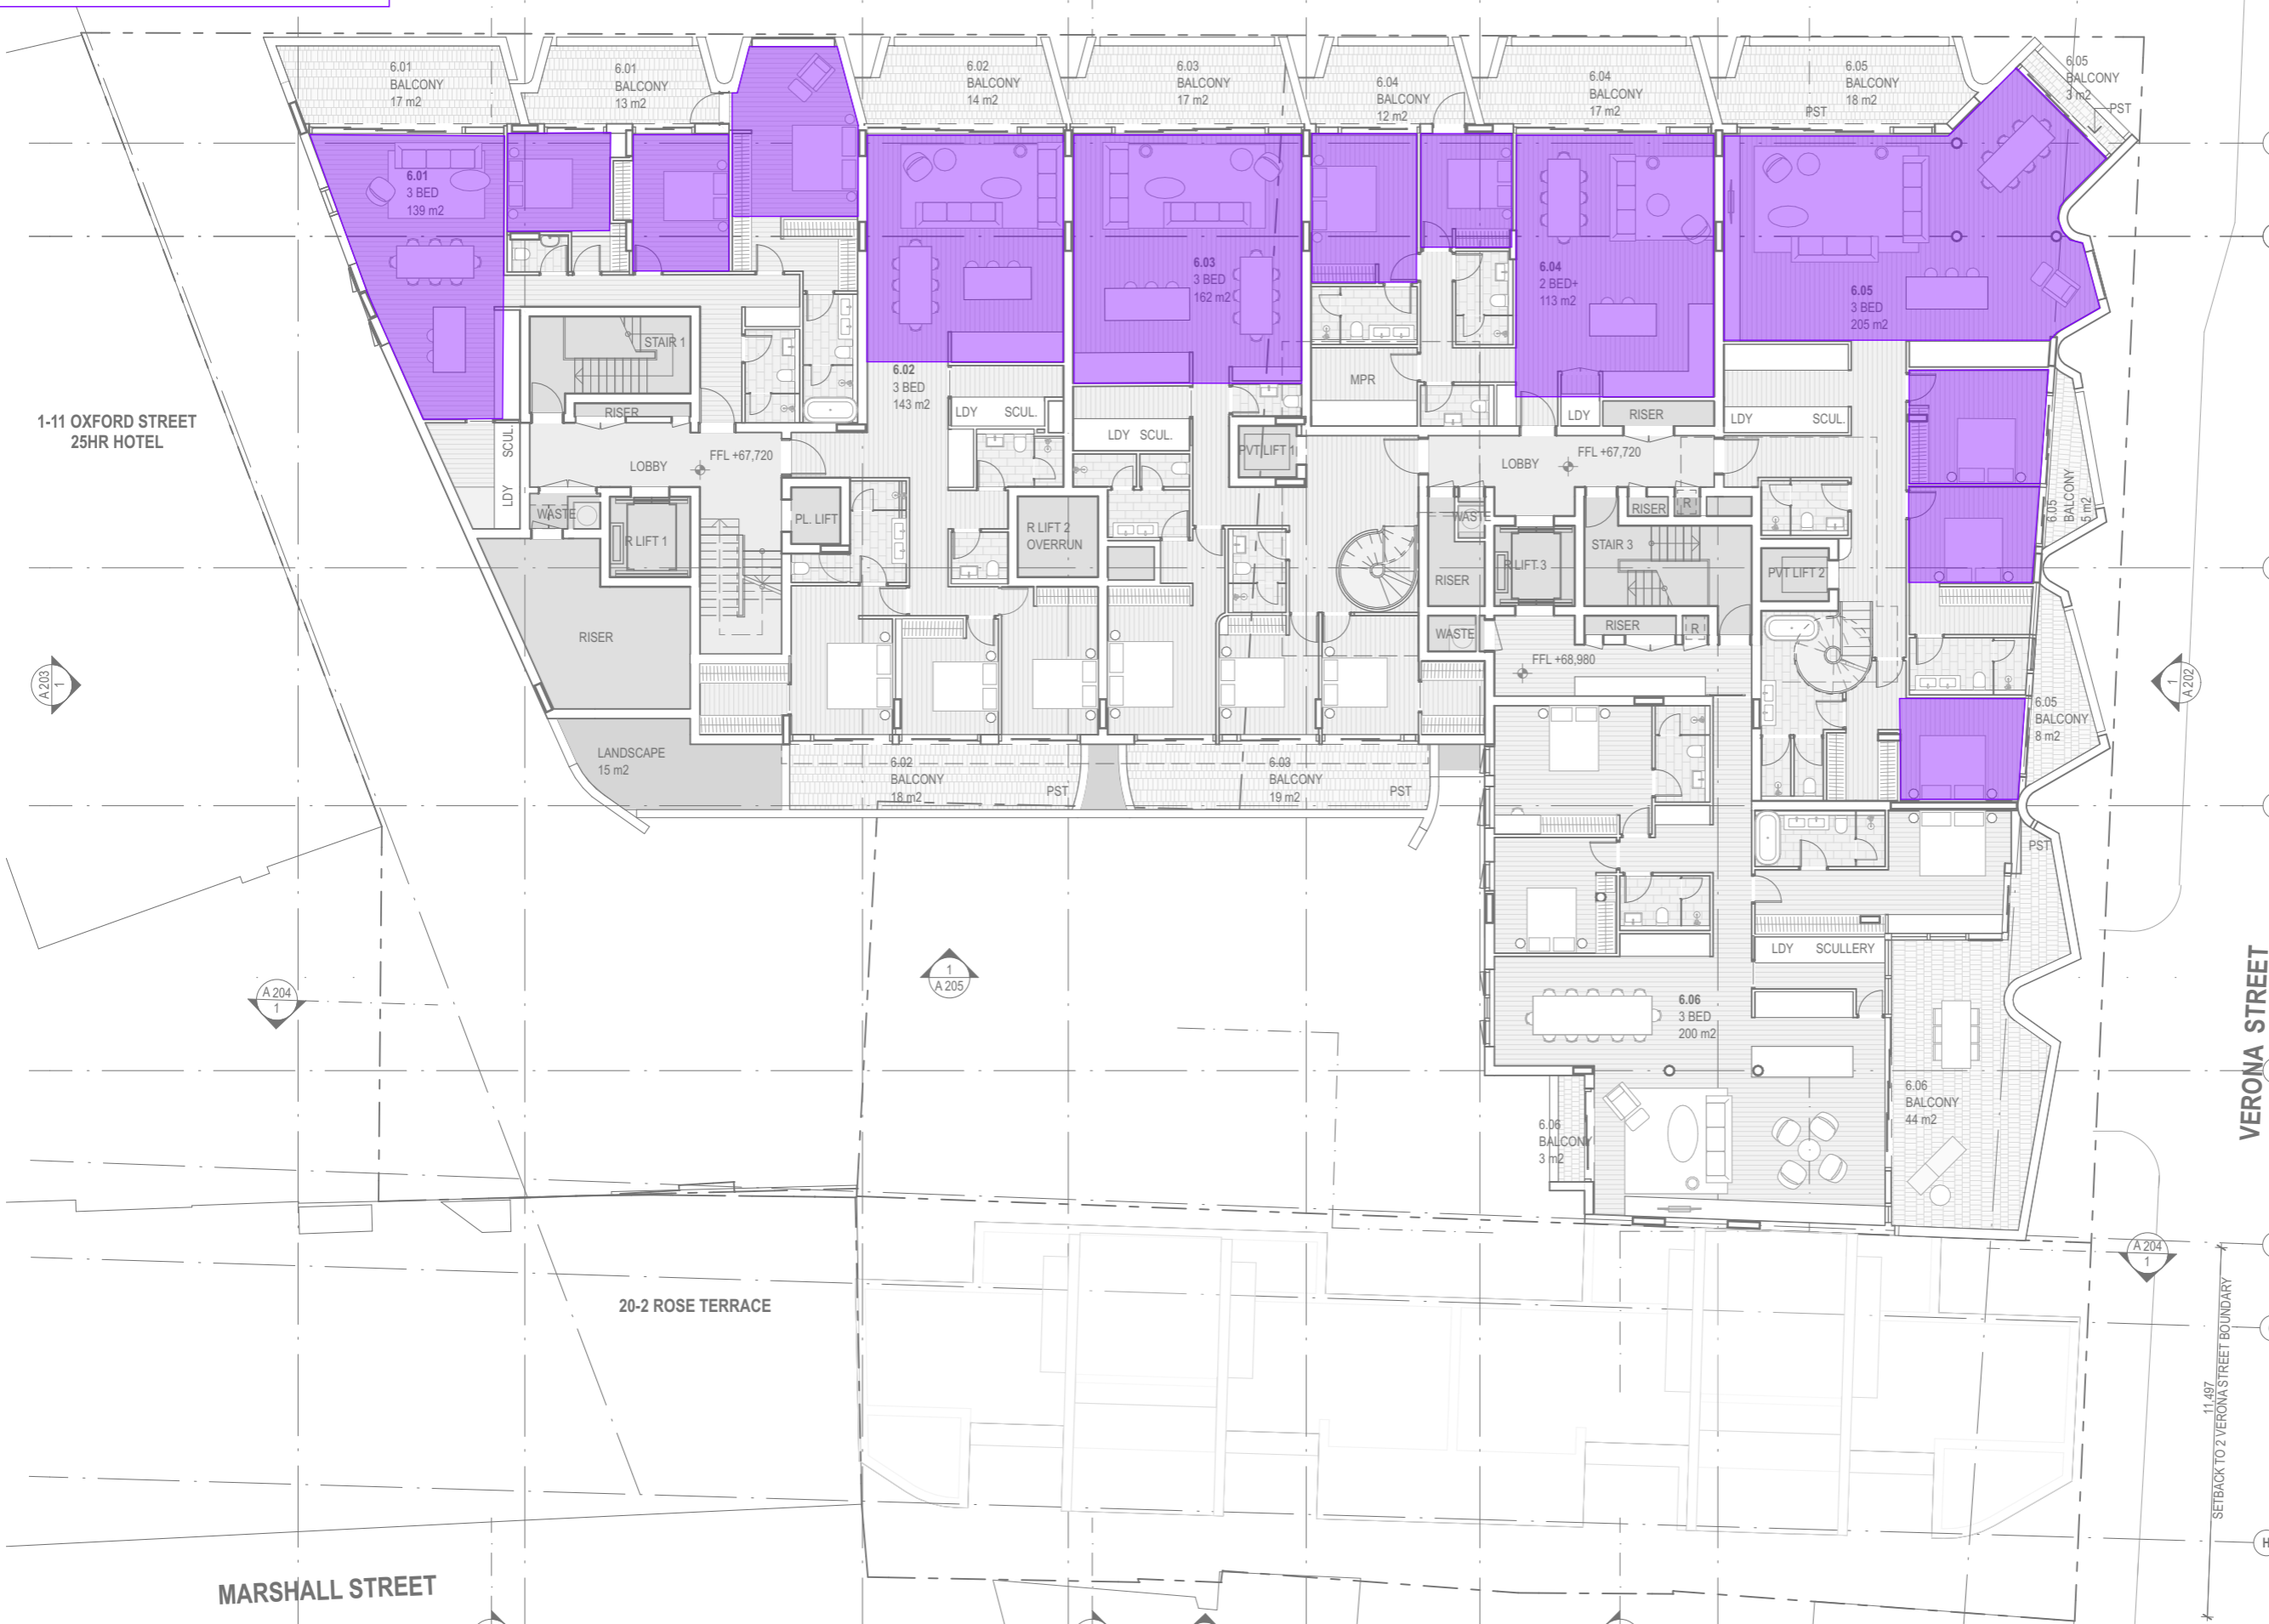 6.01
BALCONY
17 m2
6.01
BALCONY
13 m2
6.02
BALCONY
14 m2
6.03
BALCONY
17 m2
6.04
BALCONY
12 m2
6.04
BALCONY
17 m2
6.05
BALCONY
18 m2
PST
6.05
BALCONY
3 m2
PST
6.01
3 BED
139 m2
6.03
3 BED
162 m2
6.04
2 BED+
113 m2
6.05
3 BED
205 m2
STAIR 1
6.02
3 BED
143 m2
MPR
RISER
LDY SCUL.
LDY
RISER
LDY SCUL.
1-11 OXFORD STREET
25HR HOTEL
LDY SCUL.
LOBBY
FFL +67,720
LDY SCUL.
PVT LIFT 1
LOBBY
FFL +67,720
WASTE
R LIFT 1
PL. LIFT
R LIFT 2
OVERRUN
WASTE
RISER
R
6.05
BALCONY
5 m2
R LIFT 3
STAIR 3
RISER
PVT LIFT 2
RISER
WASTE
RISER
R
FFL +68,980
A 203
1
1
A 202
6.05
BALCONY
8 m2
LANDSCAPE
15 m2
6.02
BALCONY
18 m2
PST
6.03
BALCONY
19 m2
PST
PST
LDY SCULLERY
A 204
1
1
A 205
6.06
3 BED
200 m2
VERONA STREET
6.06
BALCONY
44 m2
6.06
BALCONY
3 m2
A 204
1
20-2 ROSE TERRACE
11,497
SETBACK TO 2 VERONA STREET BOUNDARY
H
MARSHALL STREET